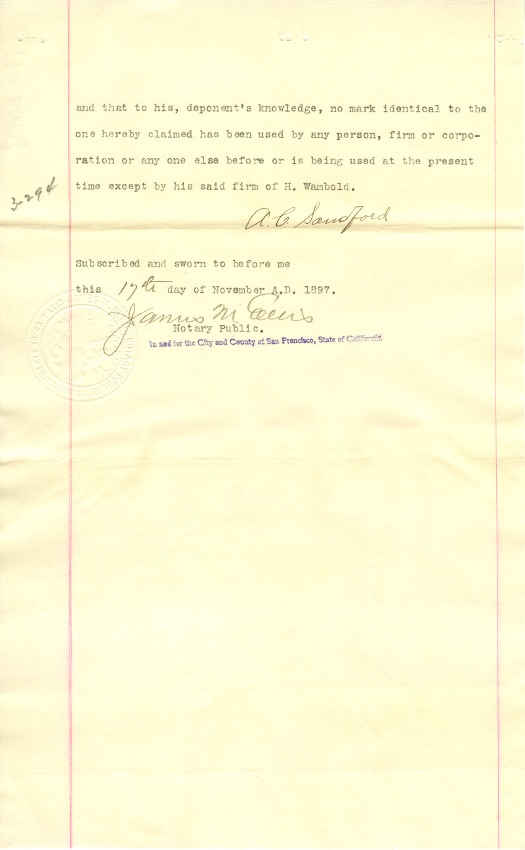 and that to his, deponent's knowledge, no mark identical to the
one hereby claimed has been used by any person, firm or corpo-
ration or any one else before or is being used at the present
time except by his said firm of H. Wambold.
3-294
A. C. Sandford
Subscribed and sworn to before me
this 17th day of November A.D. 1897.
James M Ellis
Notary Public.
In and for the City and County of San Francisco, State of California.